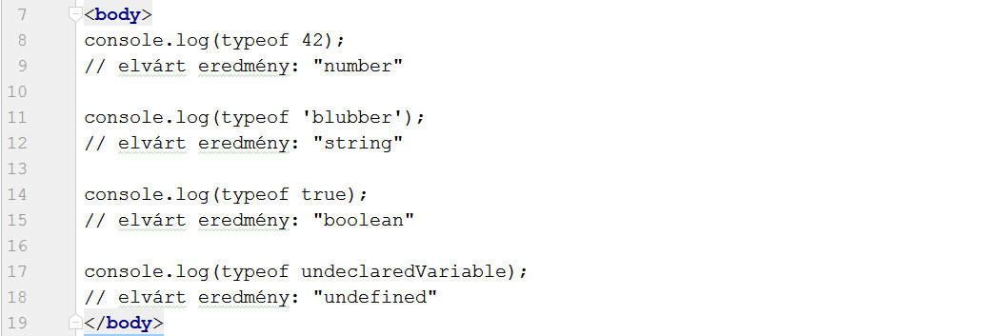 7 <body>
8 console.log(typeof 42);
9 // elvárt eredmény: "number"
10
11 console.log(typeof 'blubber');
12 // elvárt eredmény: "string"
13
14 console.log(typeof true);
15 // elvárt eredmény: "boolean"
16
17 console.log(typeof undeclaredVariable);
18 // elvárt eredmény: "undefined"
19 </body>